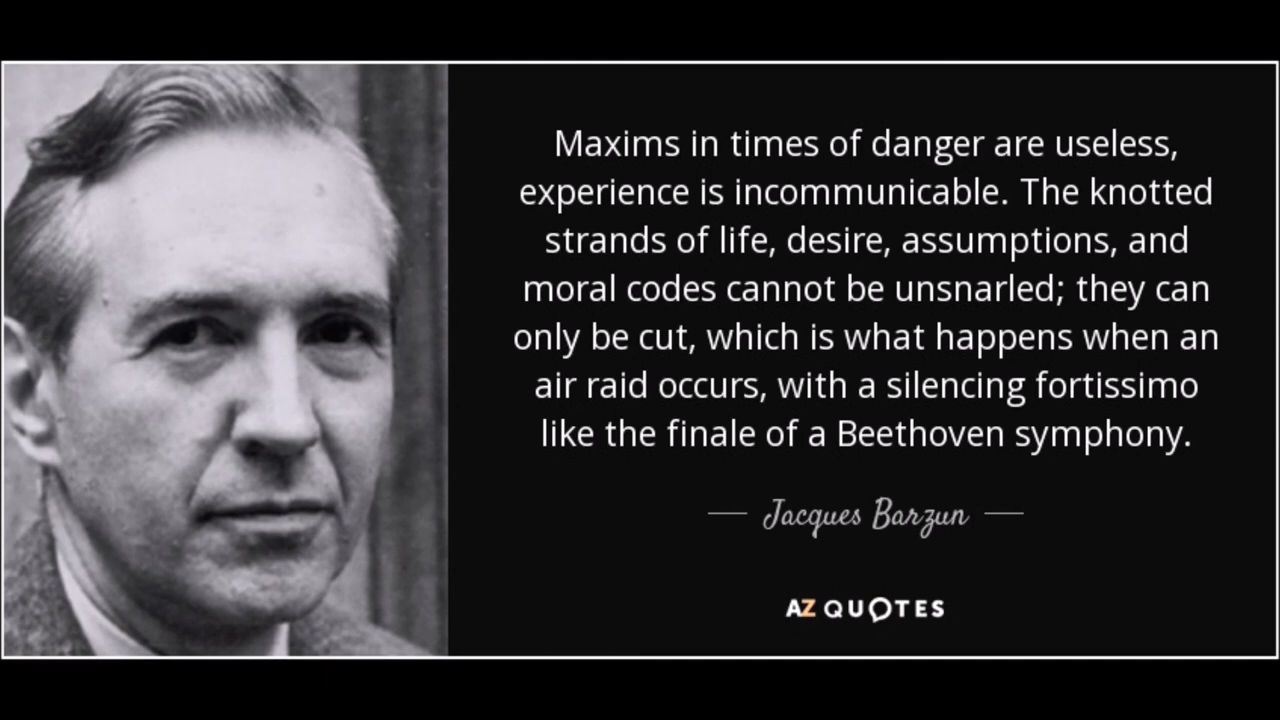 Maxims in times of danger are useless,
experience is incommunicable. The knotted
strands of life, desire, assumptions, and
moral codes cannot be unsnarled; they can
only be cut, which is what happens when an
air raid occurs, with a silencing fortissimo
like the finale of a Beethoven symphony.
Jacques Barzun
AZ QUOTES